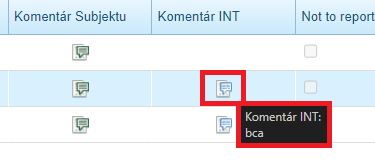 Komentár Subjektu
Komentár INT
Not to report
Komentár INT:
bca